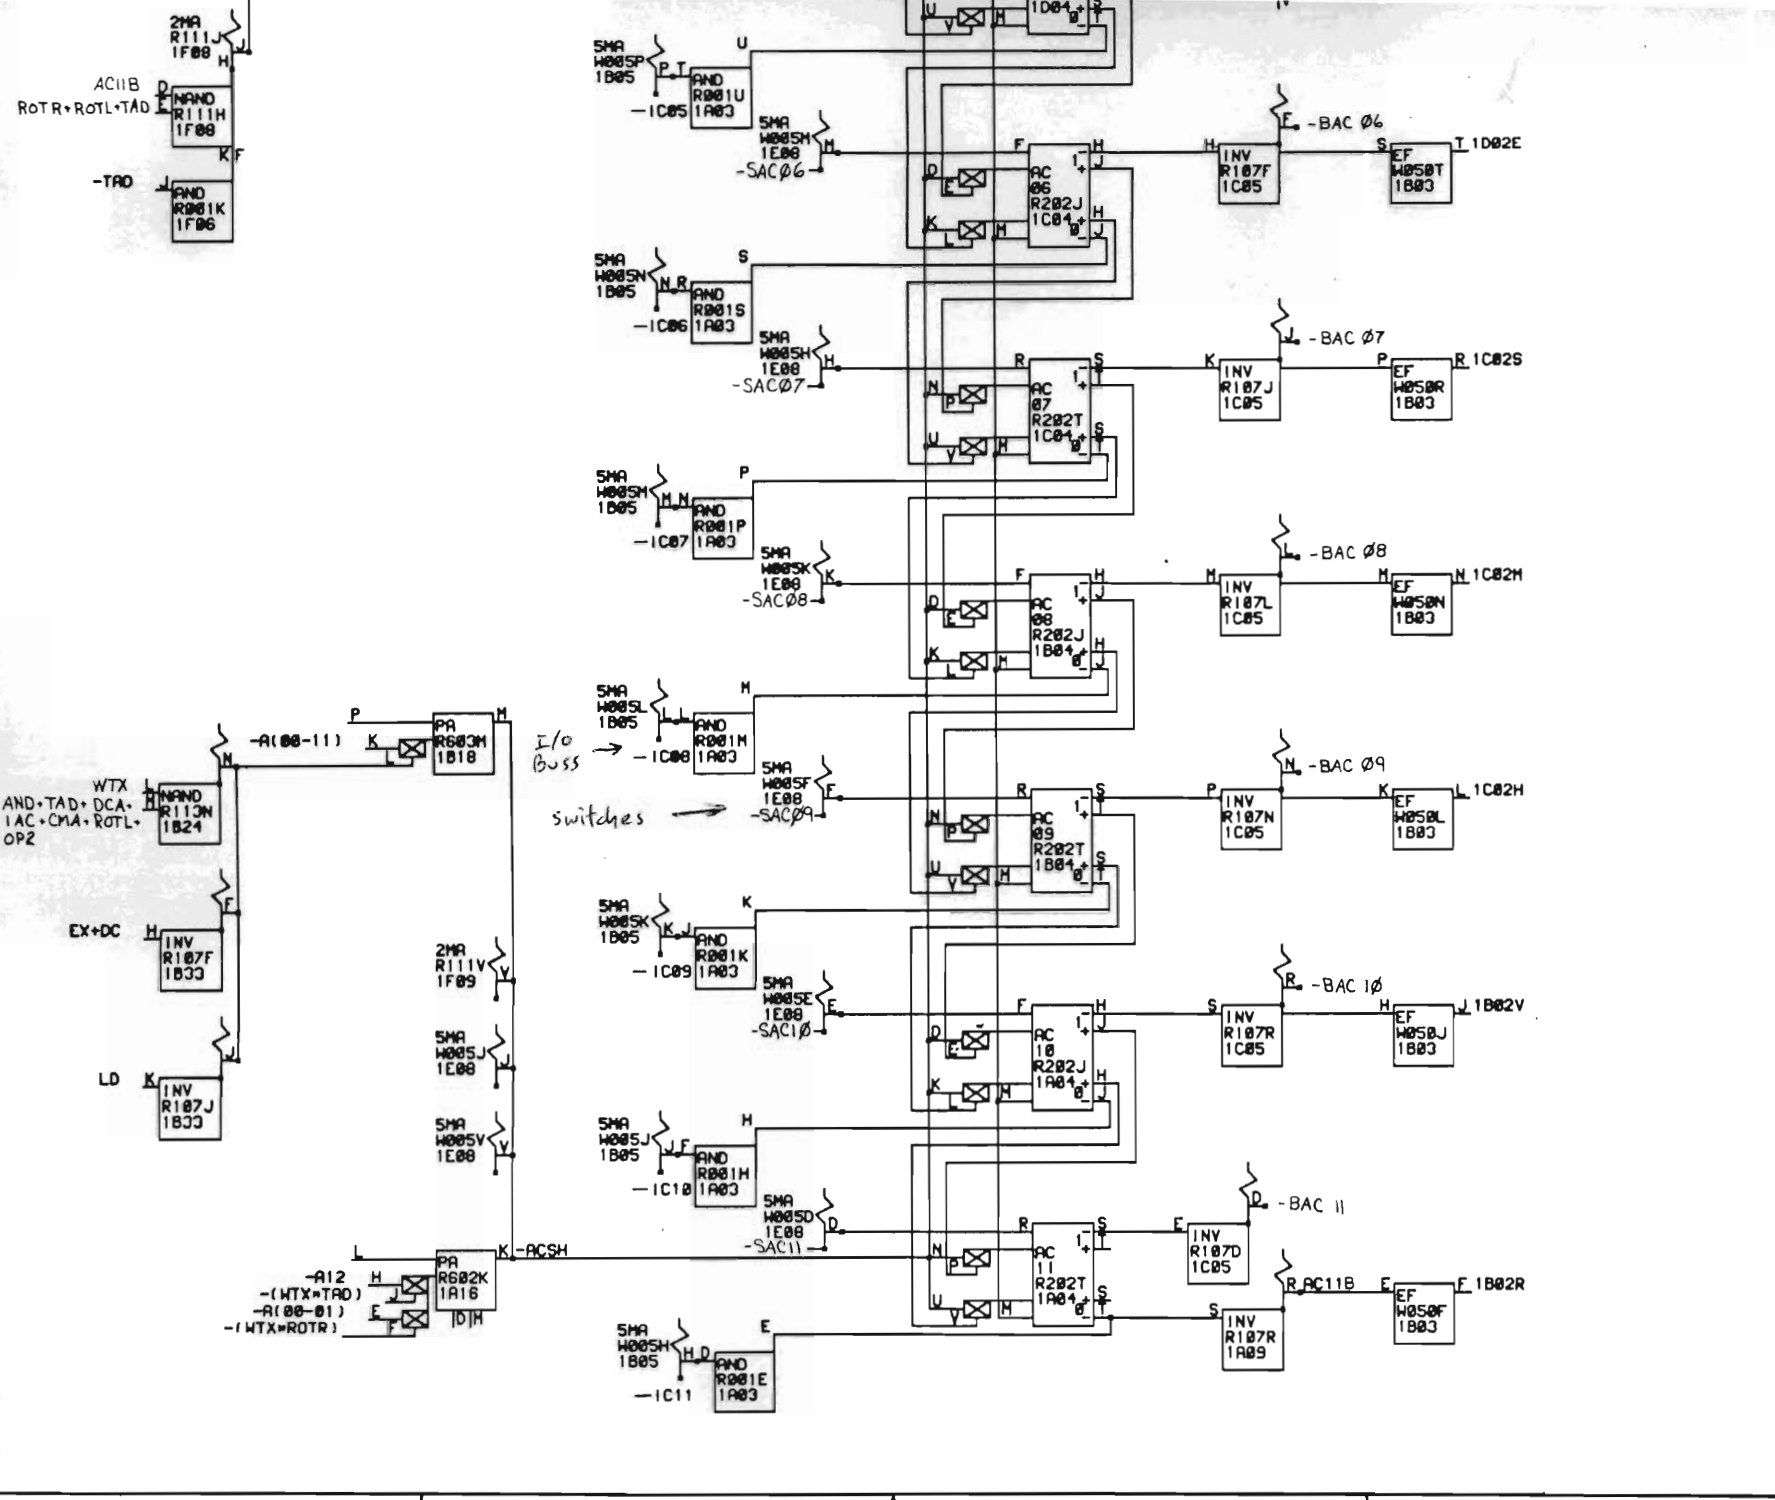 2MA
R111J
1F08
J
H
AC11B
ROTR+ROTL+TAD
D
E
NAND
R111H
1F08
K F
-TAD
J
AND
R001K
1F06
U
V
M
1D04
0
5MA
W005P
1B05
P T
U
AND
R001U
1A03
-IC05
5MA
W005M
1E08
M
-SAC06
F
D
E
K
L
M
AC
06
R202J
1C04
H
J
H
J
H
INV
R107F
1C05
F
-BAC 06
S
EF
W050T
1B03
T 1D02E
5MA
W005N
1B05
N R
S
AND
R001S
1A03
-IC06
5MA
W005H
1E08
H
-SAC07
R
N
P
U
V
M
AC
07
R202T
1C04
S
T
S
T
K
INV
R107J
1C05
J
-BAC 07
P
EF
W050R
1B03
R 1C02S
5MA
W005M
1B05
M N
P
AND
R001P
1A03
-IC07
5MA
W005K
1E08
K
-SAC08
F
D
E
K
L
M
AC
08
R202J
1B04
H
J
H
J
M
INV
R107L
1C05
L
-BAC 08
M
EF
W050N
1B03
N 1C02M
5MA
W005L
1B05
L L
M
AND
R001M
1A03
-IC08
I/O
Buss
5MA
W005F
1E08
F
-SAC09
switches
R
N
P
U
V
M
AC
09
R202T
1B04
S
T
S
T
P
INV
R107N
1C05
N
-BAC 09
K
EF
W050L
1B03
L 1C02H
P
-A(00-11)
K
L
PA
R603M
1B18
M
WTX
AND+TAD+DCA+
IAC+CMA+ROTL+
OP2
L
M
NAND
R113N
1B24
N
EX+DC
H
INV
R107F
1B33
F
LD
K
INV
R107J
1B33
J
2MA
R111V
1F09
V
5MA
W005J
1E08
J
5MA
W005V
1E08
V
5MA
W005K
1B05
K J
K
AND
R001K
1A03
-IC09
5MA
W005E
1E08
E
-SAC10
F
D
E
K
L
M
AC
10
R202J
1A04
H
J
H
J
S
INV
R107R
1C05
R
-BAC 10
H
EF
W050J
1B03
J 1B02V
5MA
W005J
1B05
J F
H
AND
R001H
1A03
-IC10
5MA
W005D
1E08
D
-SAC11
R
N
P
U
V
M
AC
11
R202T
1A04
S
T
S
T
E
INV
R107D
1C05
D
-BAC 11
S
INV
R107R
1A09
R AC11B
E
EF
W050F
1B03
F 1B02R
L
-A12
-(WTX*TAD)
-A(00-01)
-(WTX*ROTR)
H
J
E
F
PA
R602K
1A16
D M
K -ACSH
5MA
W005H
1B05
H D
E
AND
R001E
1A03
-IC11